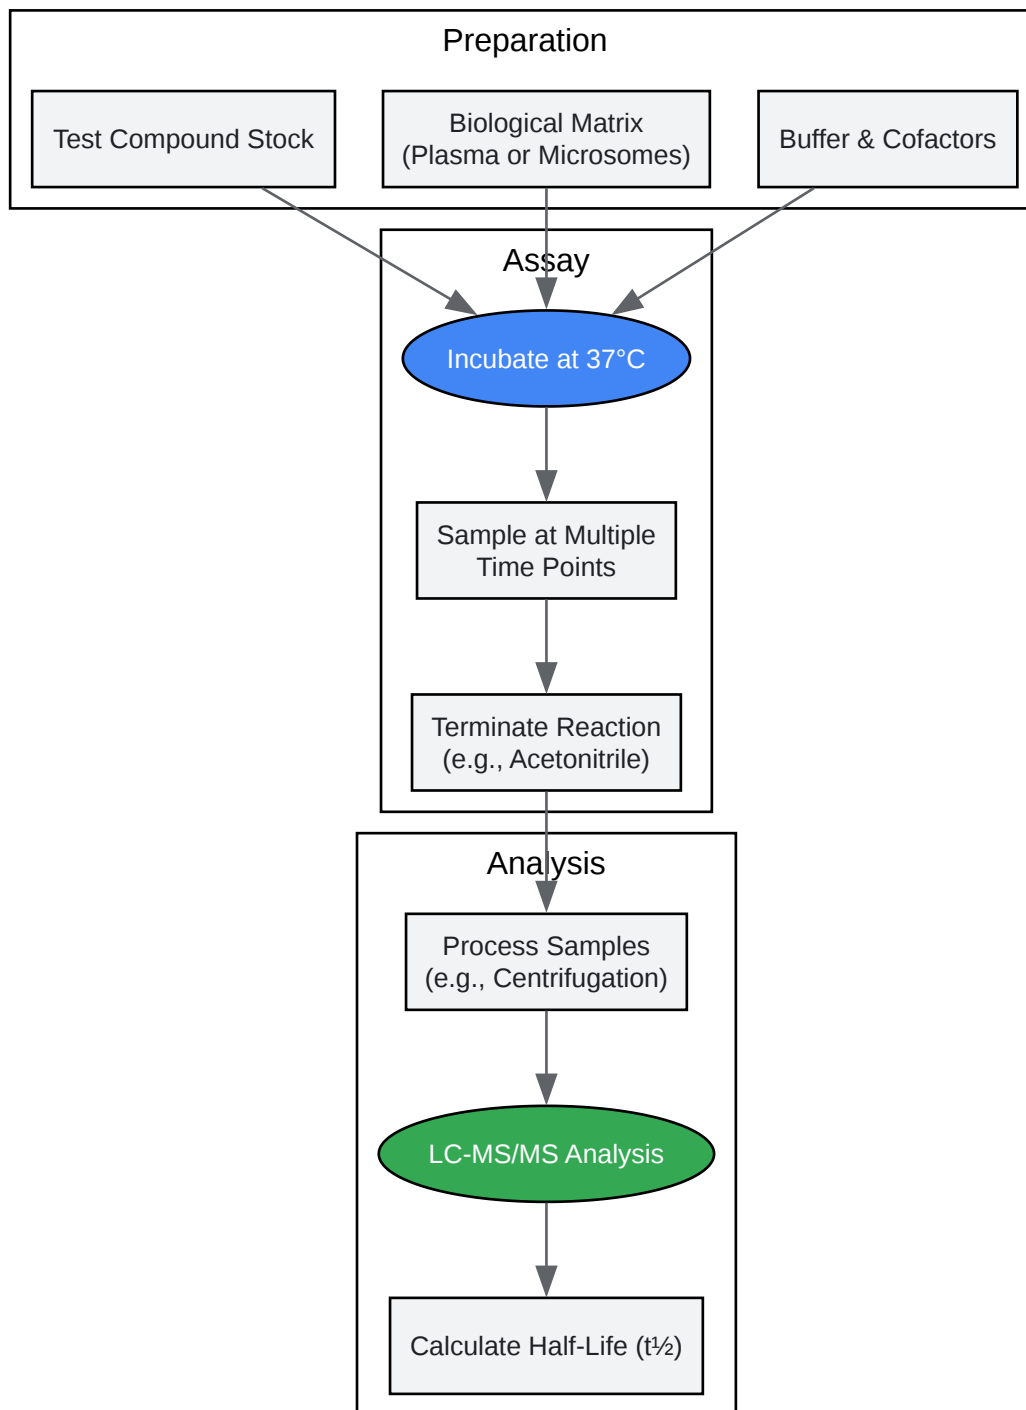 Preparation
Test Compound Stock
Biological Matrix
(Plasma or Microsomes)
Buffer & Cofactors
Assay
Incubate at 37°C
Sample at Multiple
Time Points
Terminate Reaction
(e.g., Acetonitrile)
Analysis
Process Samples
(e.g., Centrifugation)
LC-MS/MS Analysis
Calculate Half-Life (t½)